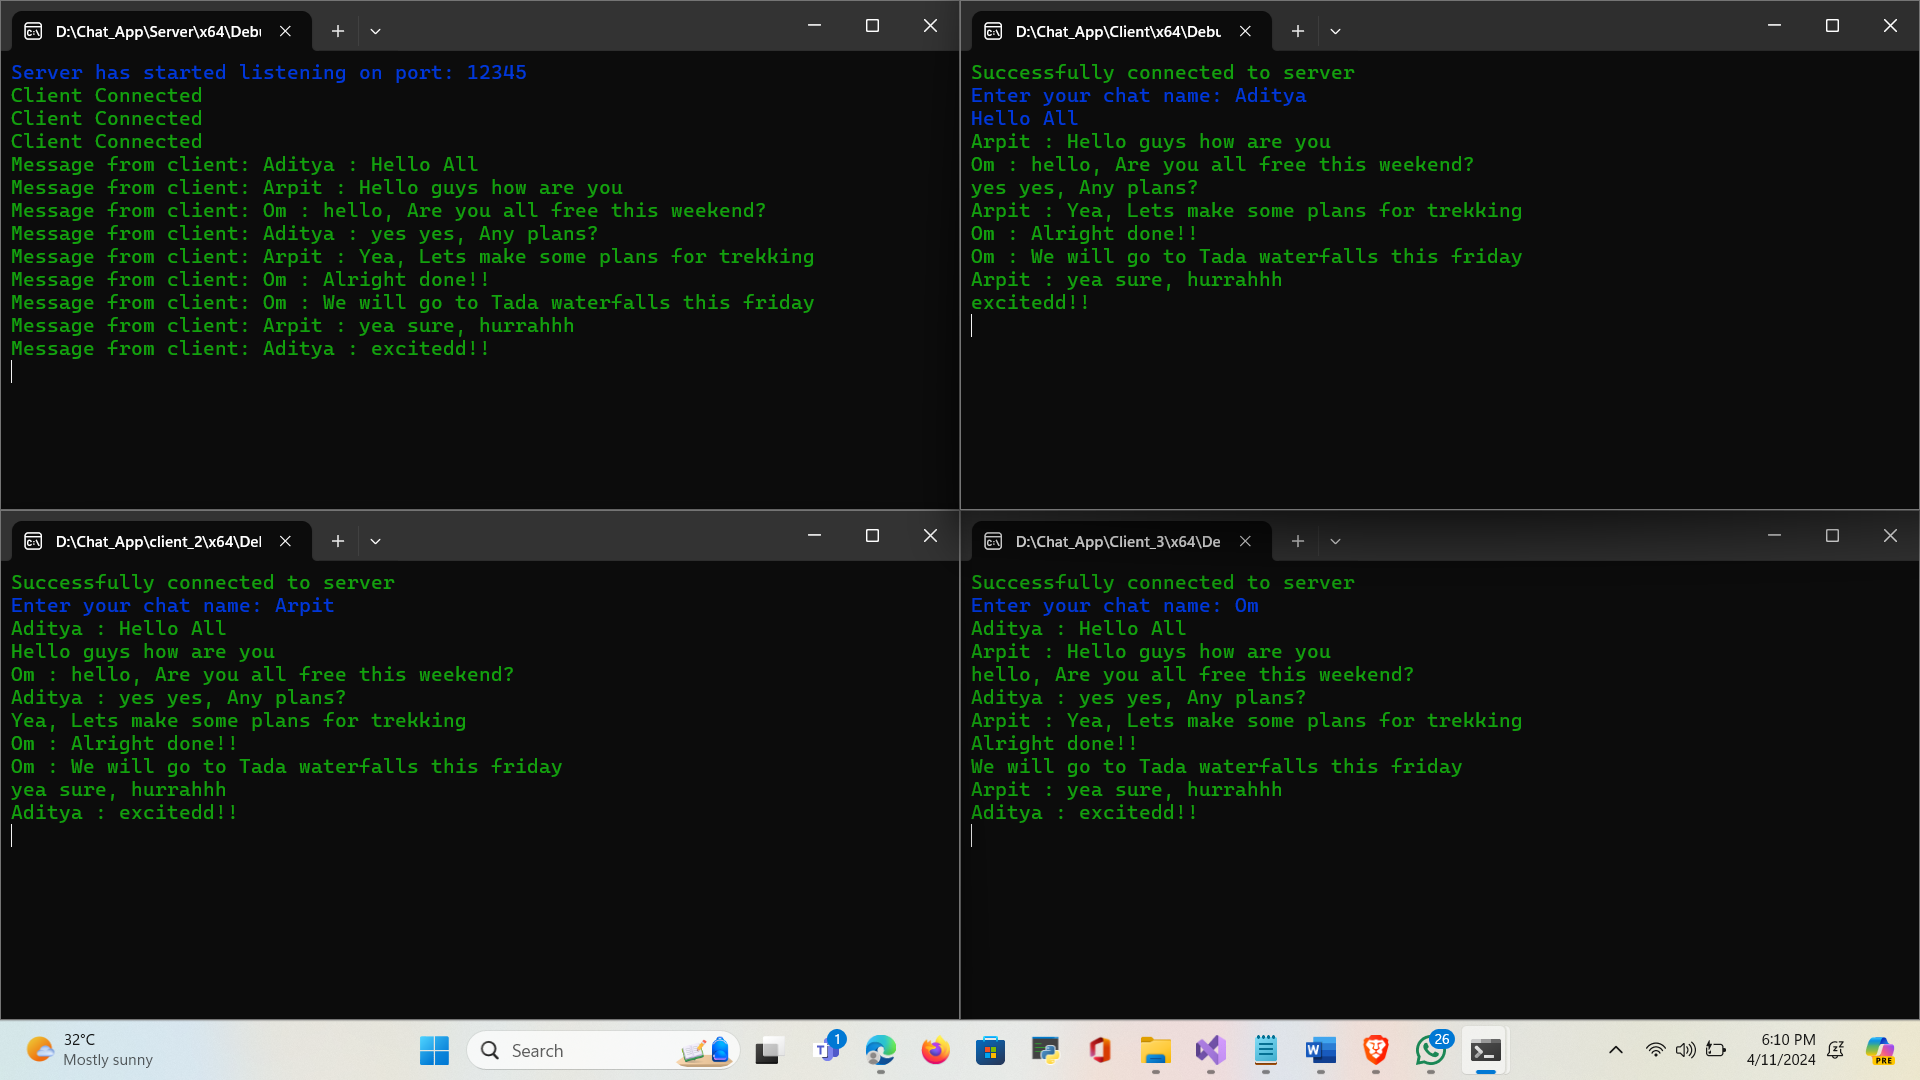 D:\Chat_App\Server\x64\Debu
Server has started listening on port: 12345
Client Connected
Client Connected
Client Connected
Message from client: Aditya : Hello All
Message from client: Arpit : Hello guys how are you
Message from client: Om : hello, Are you all free this weekend?
Message from client: Aditya : yes yes, Any plans?
Message from client: Arpit : Yea, Lets make some plans for trekking
Message from client: Om : Alright done!!
Message from client: Om : We will go to Tada waterfalls this friday
Message from client: Arpit : yea sure, hurrahhh
Message from client: Aditya : excitedd!!
D:\Chat_App\Client\x64\Debu
Successfully connected to server
Enter your chat name: Aditya
Hello All
Arpit : Hello guys how are you
Om : hello, Are you all free this weekend?
yes yes, Any plans?
Arpit : Yea, Lets make some plans for trekking
Om : Alright done!!
Om : We will go to Tada waterfalls this friday
Arpit : yea sure, hurrahhh
excitedd!!
D:\Chat_App\client_2\x64\Del
Successfully connected to server
Enter your chat name: Arpit
Aditya : Hello All
Hello guys how are you
Om : hello, Are you all free this weekend?
Aditya : yes yes, Any plans?
Yea, Lets make some plans for trekking
Om : Alright done!!
Om : We will go to Tada waterfalls this friday
yea sure, hurrahhh
Aditya : excitedd!!
D:\Chat_App\Client_3\x64\De
Successfully connected to server
Enter your chat name: Om
Aditya : Hello All
Arpit : Hello guys how are you
hello, Are you all free this weekend?
Aditya : yes yes, Any plans?
Arpit : Yea, Lets make some plans for trekking
Alright done!!
We will go to Tada waterfalls this friday
Arpit : yea sure, hurrahhh
Aditya : excitedd!!
32°C
Mostly sunny
Search
1
26
6:10 PM
4/11/2024
PRE